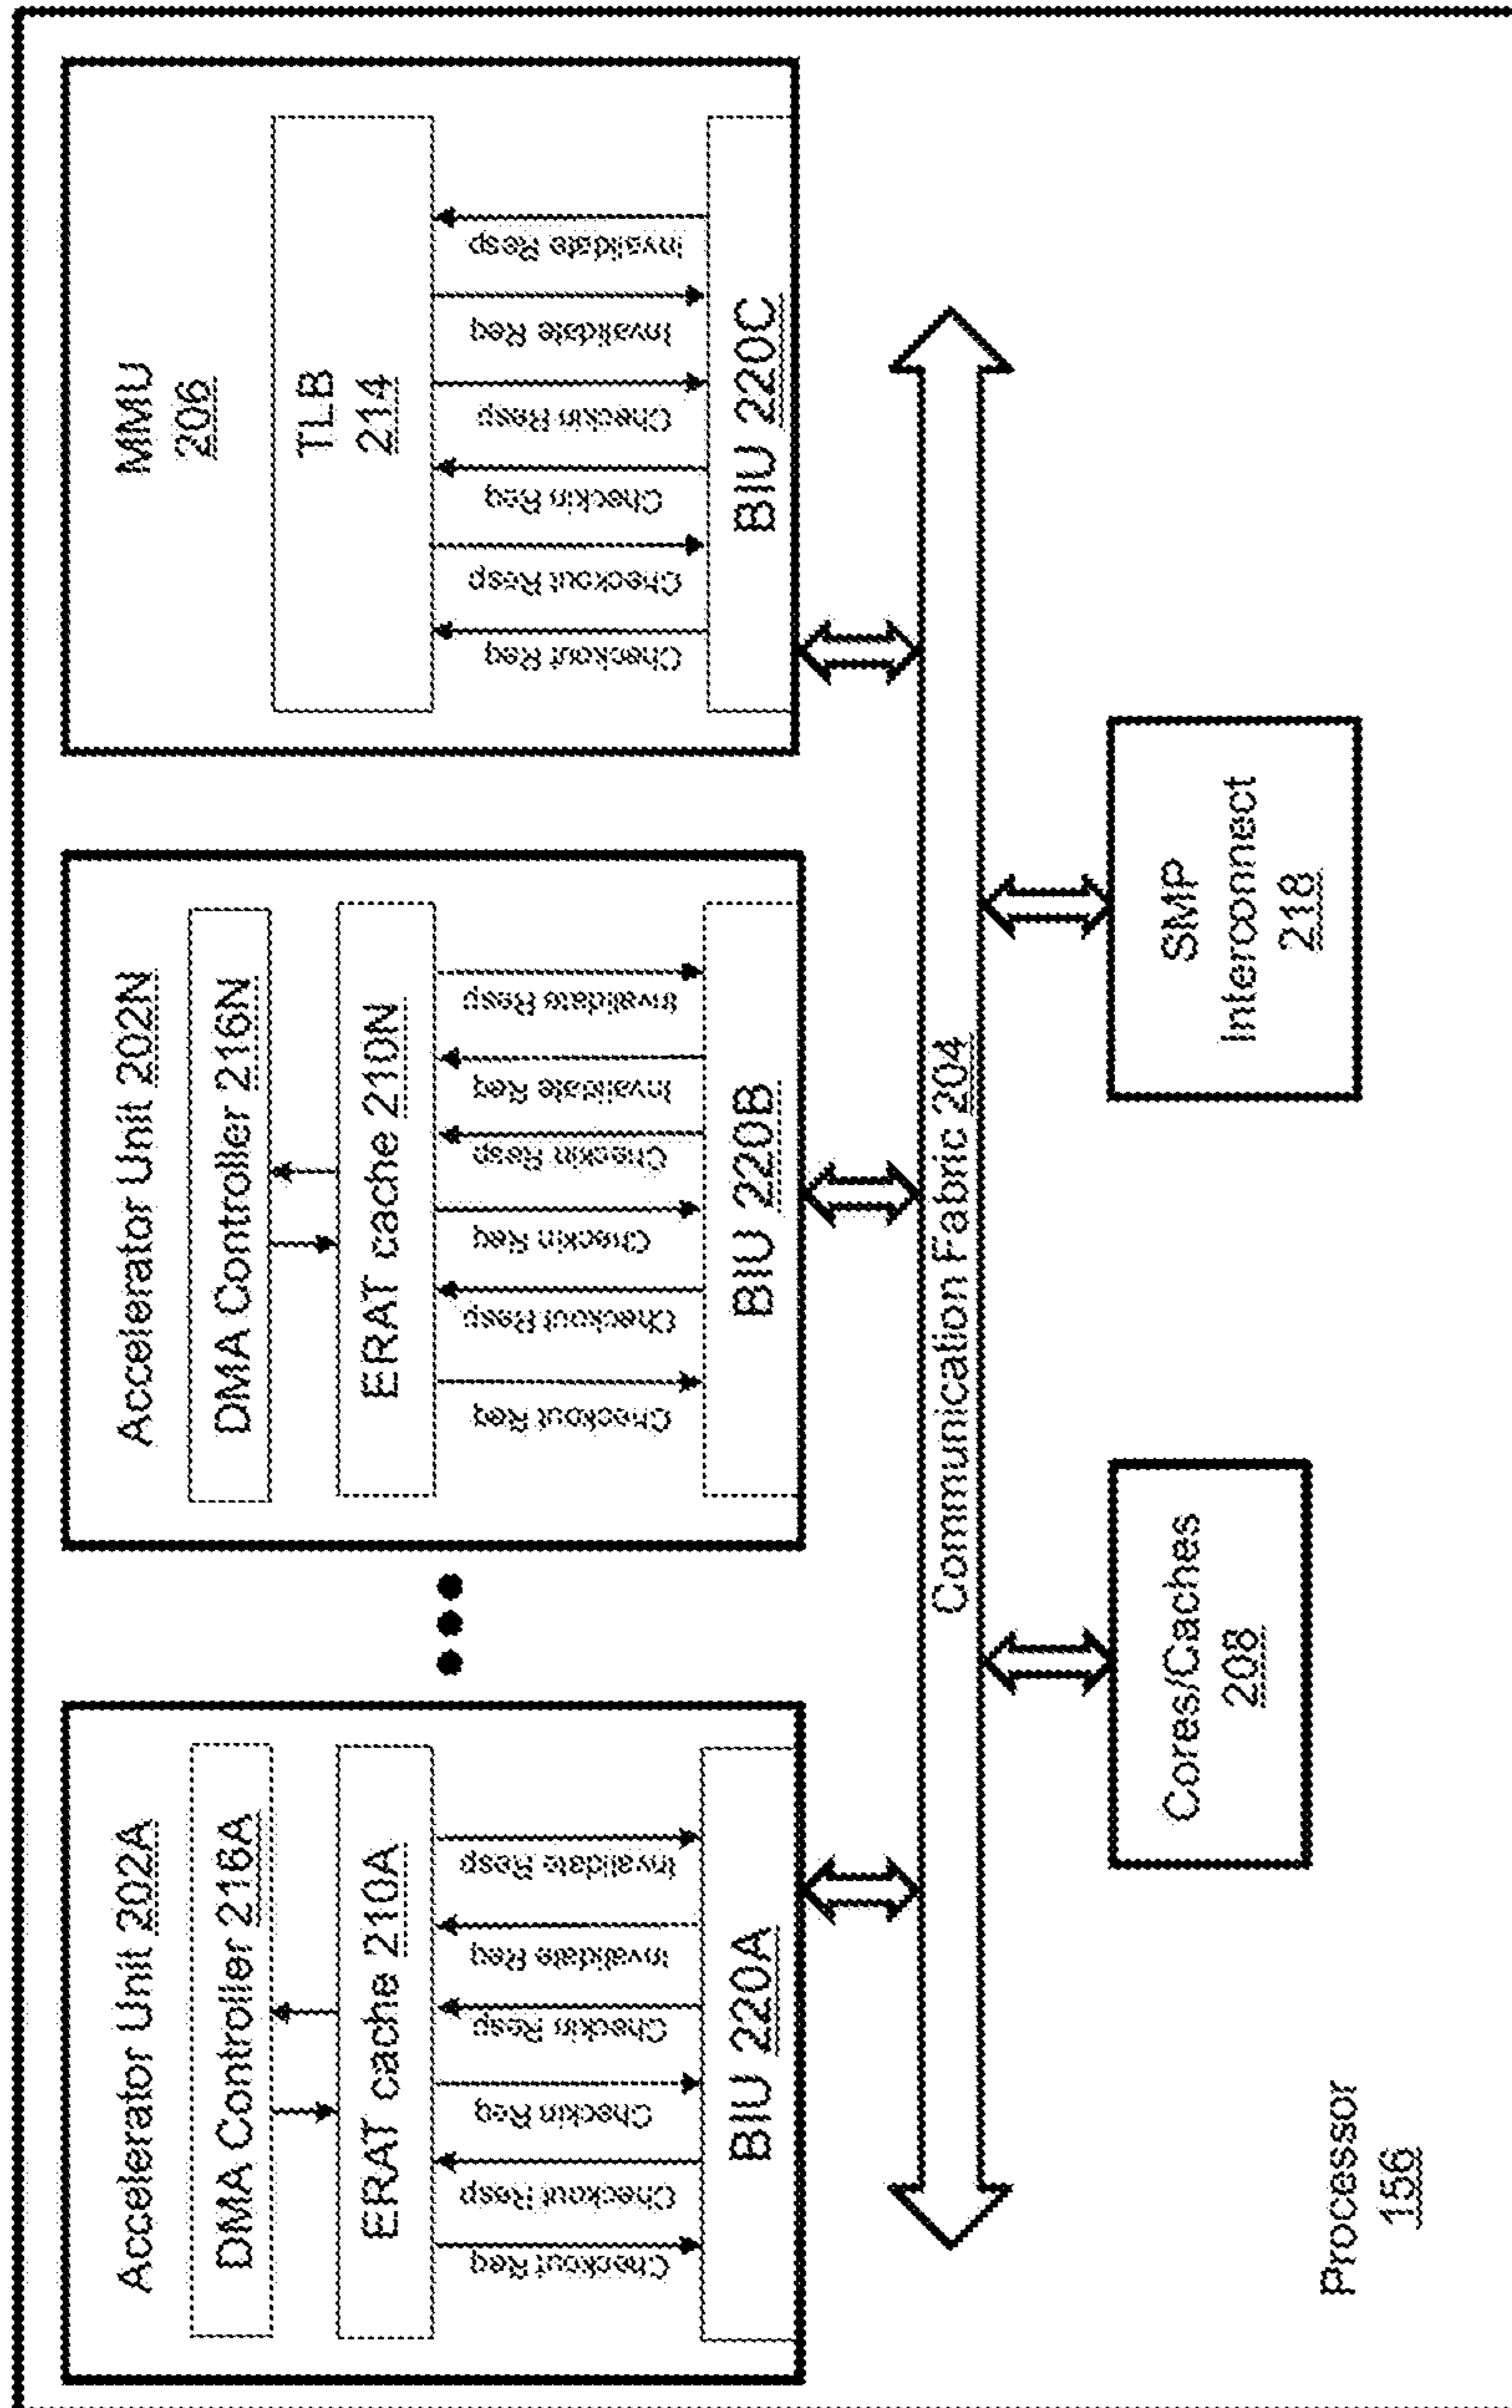 Accelerator Unit 202A
DMA Controller 216A
ERAT cache 210A
Checkout Req
Checkout Resp
Checkin Req
Checkin Resp
Invalidate Req
Invalidate Resp
BIU 220A
Accelerator Unit 202N
DMA Controller 216N
ERAT cache 210N
Checkout Req
Checkout Resp
Checkin Req
Checkin Resp
Invalidate Req
Invalidate Resp
BIU 220B
MMU
206
TLB
214
Checkout Req
Checkout Resp
Checkin Req
Checkin Resp
Invalidate Req
Invalidate Resp
BIU 220C
Communication Fabric 204
Cores/Caches
208
SMP
Interconnect
218
Processor
156